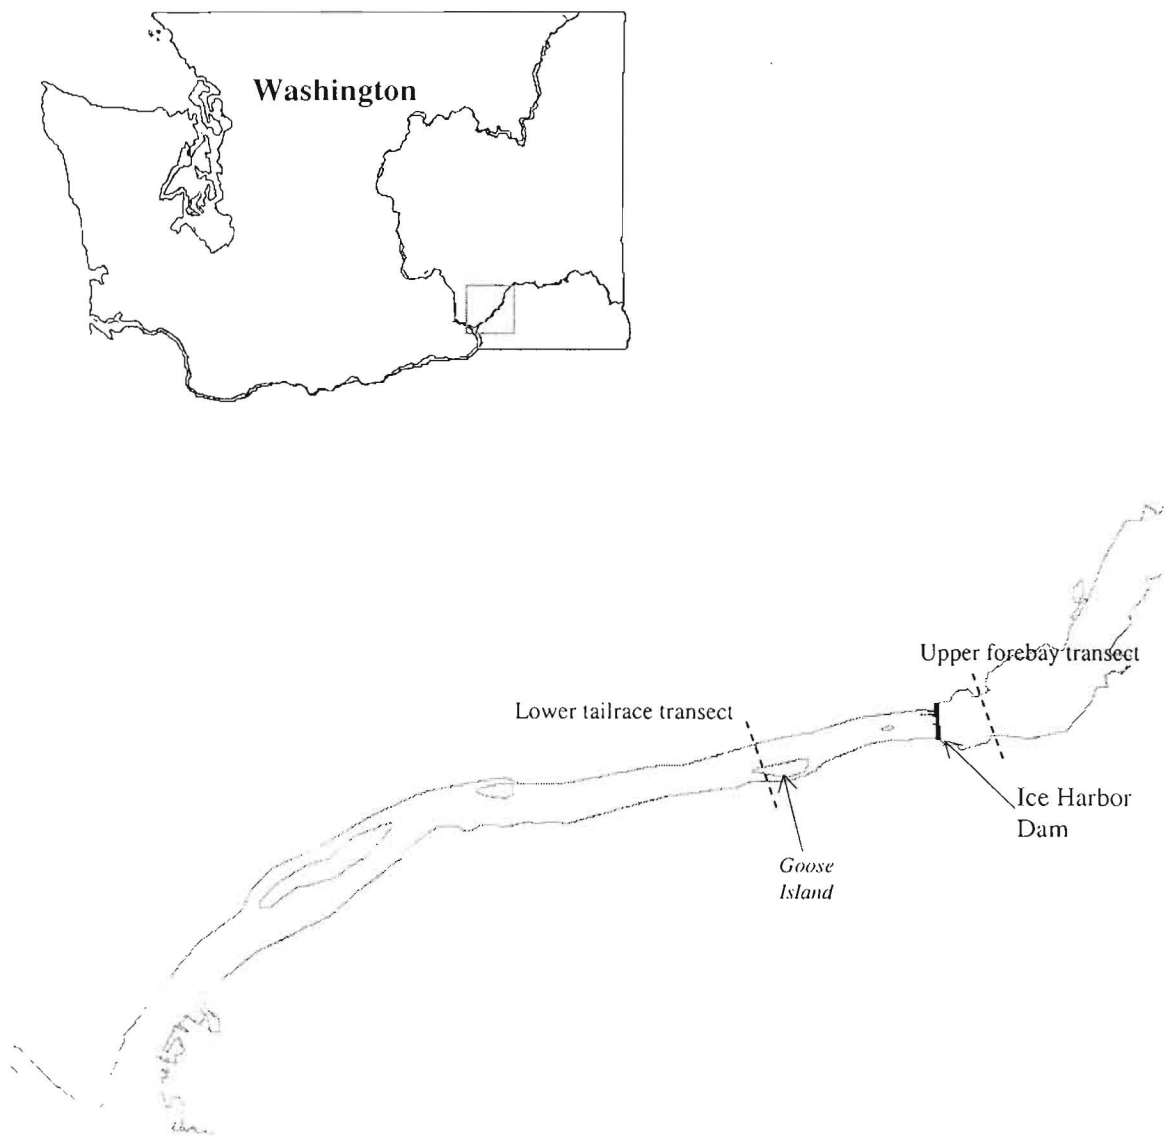 Washington
Upper forebay transect
Lower tailrace transect
Ice Harbor
Dam
Goose
Island